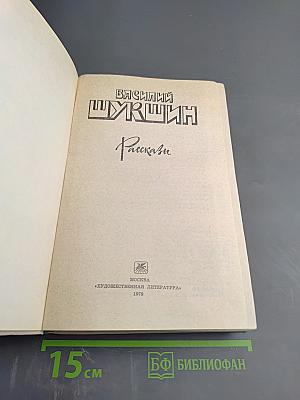 ВАСИЛИЙ
ШУКШИН
Рассказы
МОСКВА
«ХУДОЖЕСТВЕННАЯ ЛИТЕРАТУРА»
1979
15 см
БФ БИБЛИОФАН